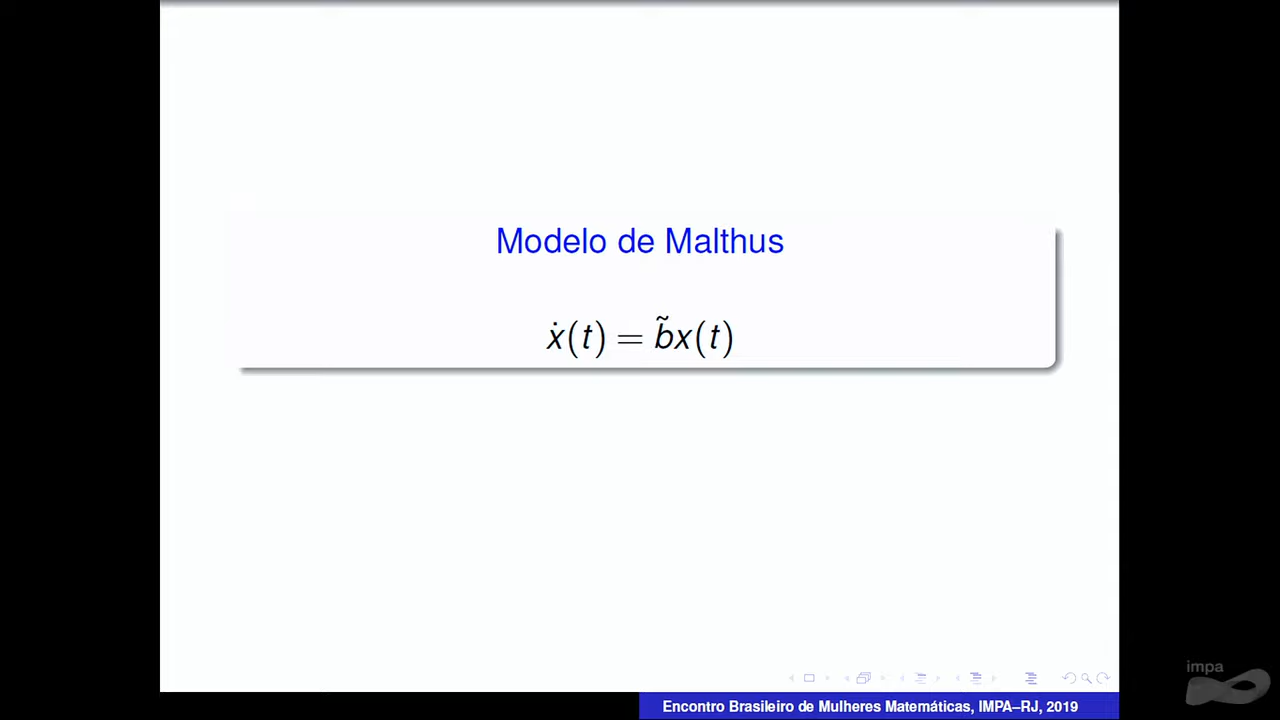 Modelo de Malthus
ẋ(t) = b̃x(t)
impa
Encontro Brasileiro de Mulheres Matemáticas, IMPA–RJ, 2019